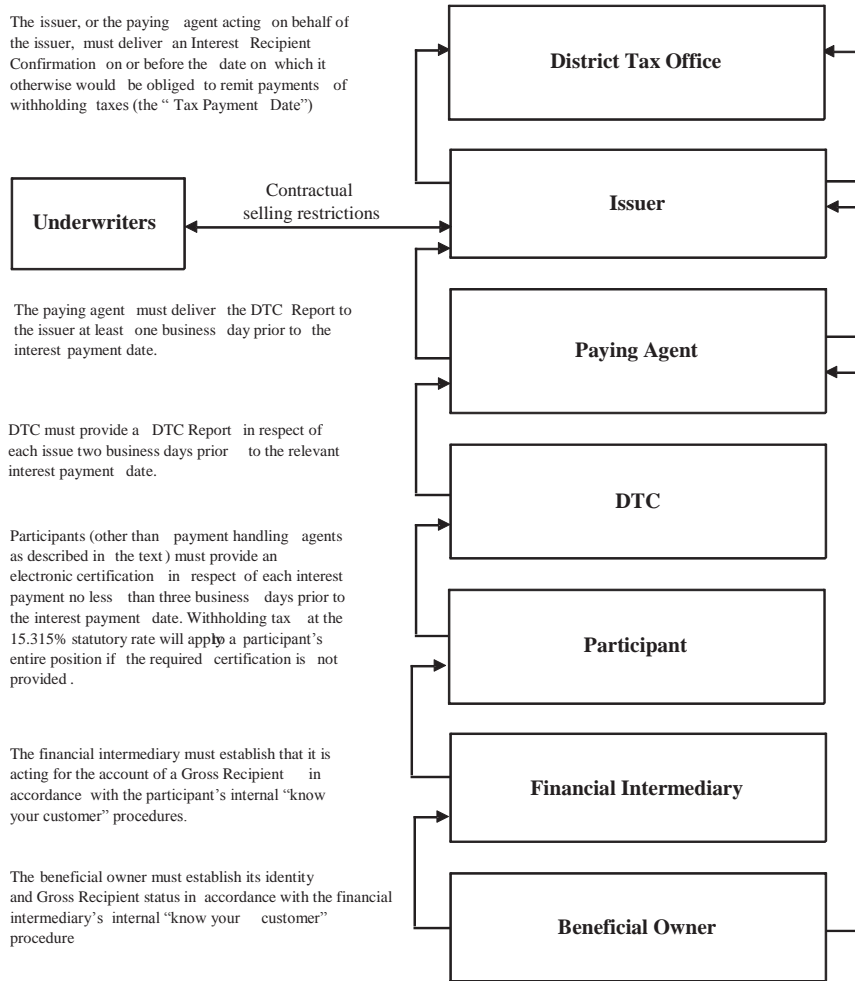 The issuer, or the paying agent acting on behalf of
the issuer, must deliver an Interest Recipient
Confirmation on or before the date on which it
otherwise would be obliged to remit payments of
withholding taxes (the “ Tax Payment Date”)
District Tax Office
Underwriters
Contractual
selling restrictions
Issuer
The paying agent must deliver the DTC Report to
the issuer at least one business day prior to the
interest payment date.
Paying Agent
DTC must provide a DTC Report in respect of
each issue two business days prior to the relevant
interest payment date.
DTC
Participants (other than payment handling agents
as described in the text ) must provide an
electronic certification in respect of each interest
payment no less than three business days prior to
the interest payment date. Withholding tax at the
15.315% statutory rate will apply a participant’s
entire position if the required certification is not
provided .
Participant
The financial intermediary must establish that it is
acting for the account of a Gross Recipient in
accordance with the participant’s internal “know
your customer” procedures.
Financial Intermediary
The beneficial owner must establish its identity
and Gross Recipient status in accordance with the financial
intermediary’s internal “know your customer”
procedure
Beneficial Owner